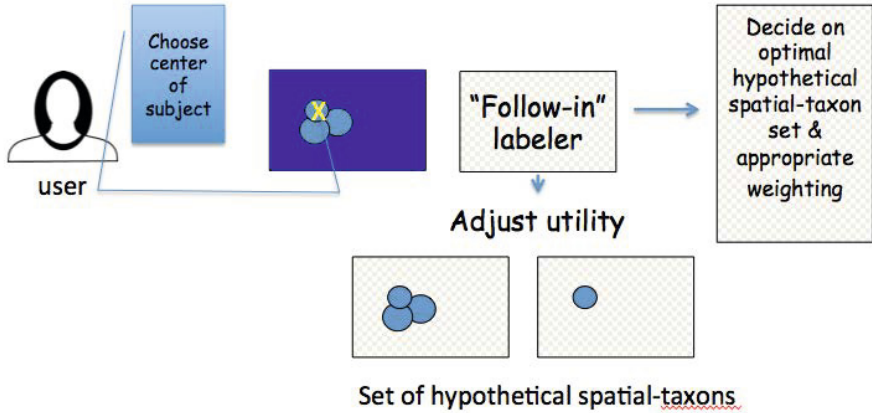 Choose
center
of
subject
user
X
"Follow-in"
labeler
Adjust utility
Decide on
optimal
hypothetical
spatial-taxon
set &
appropriate
weighting
Set of hypothetical spatial-taxons